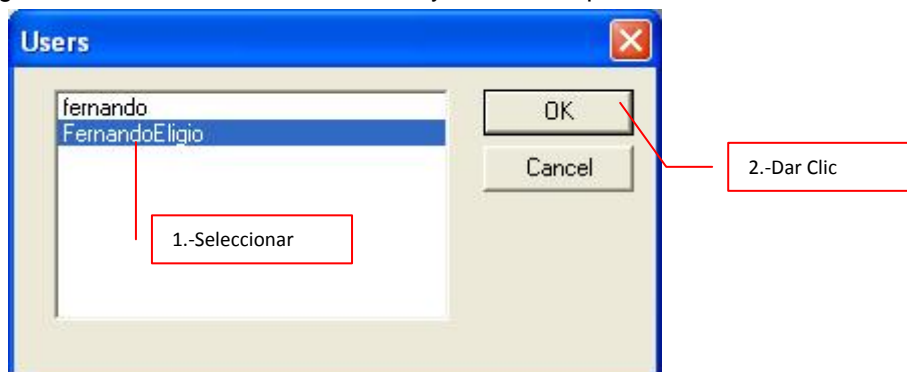 Users
fernando
FernandoEligio
OK
Cancel
1.-Seleccionar
2.-Dar Clic